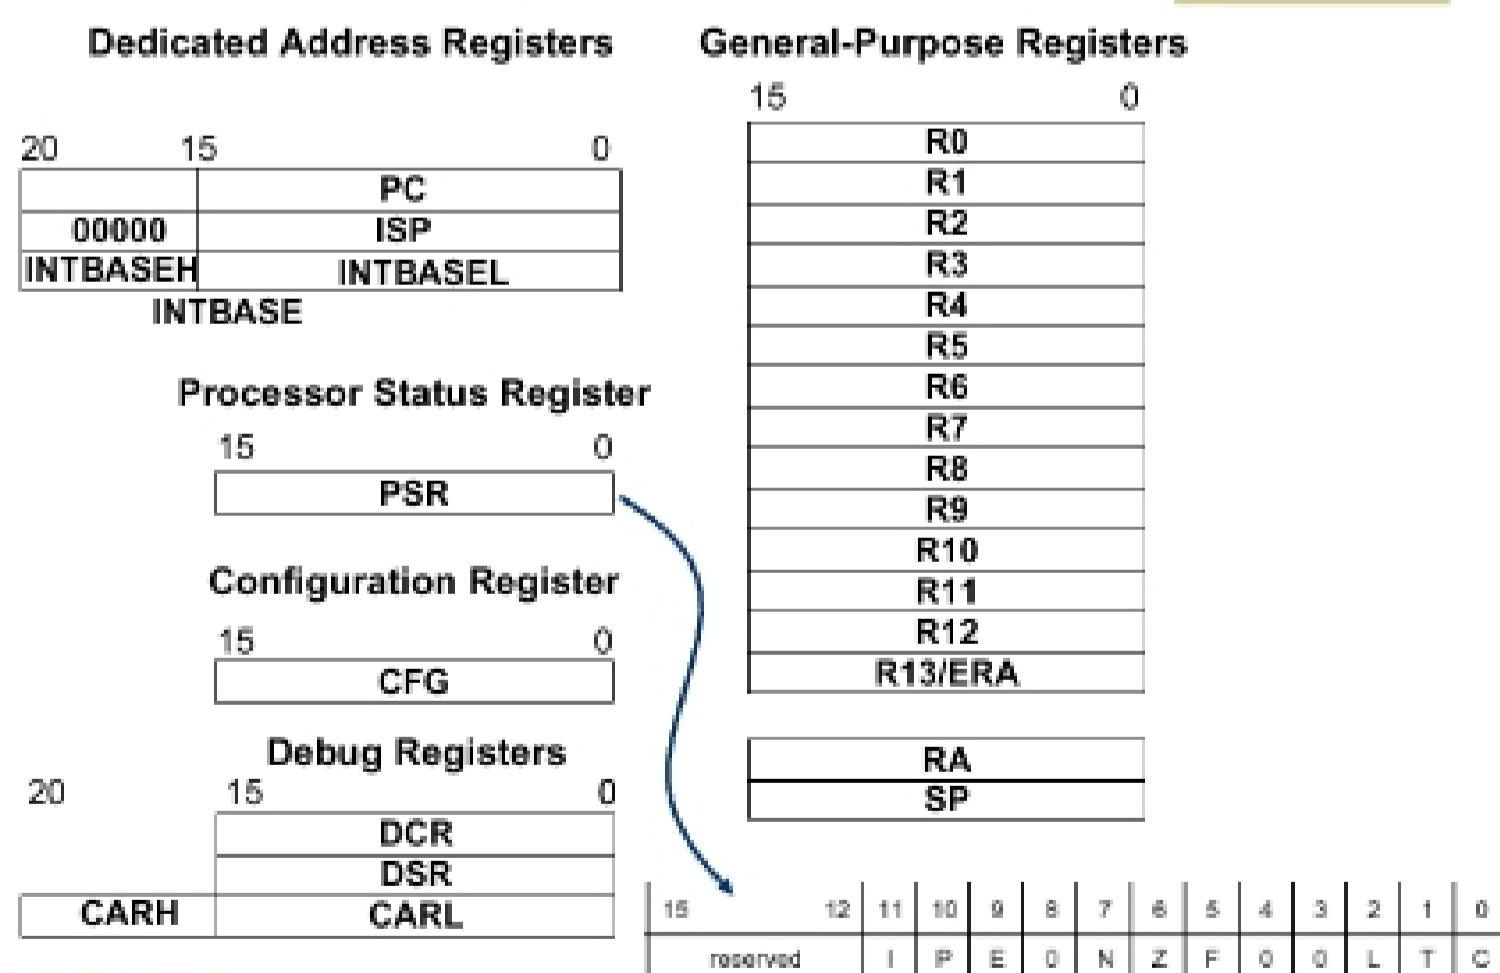 Dedicated Address Registers
20 15 0
PC
00000 ISP
INTBASEH INTBASEL
INTBASE
Processor Status Register
15 0
PSR
Configuration Register
15 0
CFG
Debug Registers
20 15 0
DCR
DSR
CARH CARL
General-Purpose Registers
15 0
R0
R1
R2
R3
R4
R5
R6
R7
R8
R9
R10
R11
R12
R13/ERA
RA
SP
15 12 11 10 9 8 7 6 5 4 3 2 1 0
reserved I P E 0 N Z F 0 0 L T C